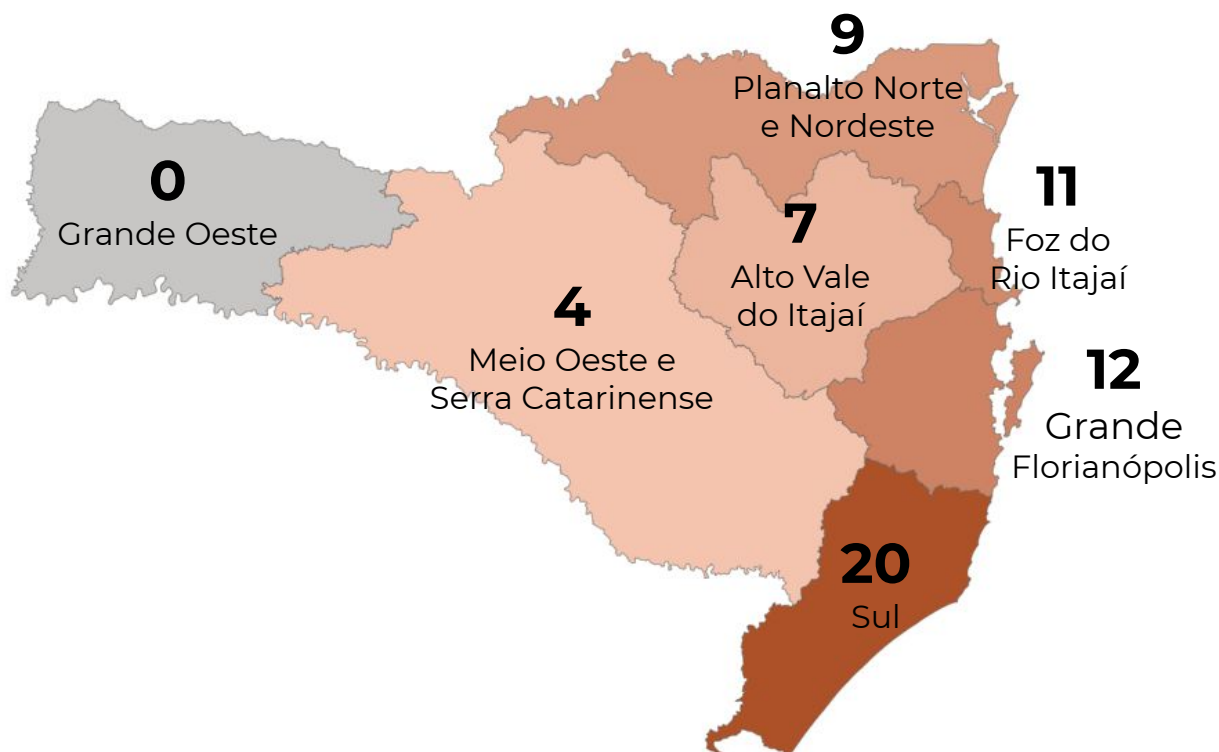 9
Planalto Norte
e Nordeste
0
Grande Oeste
11
Foz do
Rio Itajaí
7
Alto Vale
do Itajaí
4
Meio Oeste e
Serra Catarinense
12
Grande
Florianópolis
20
Sul